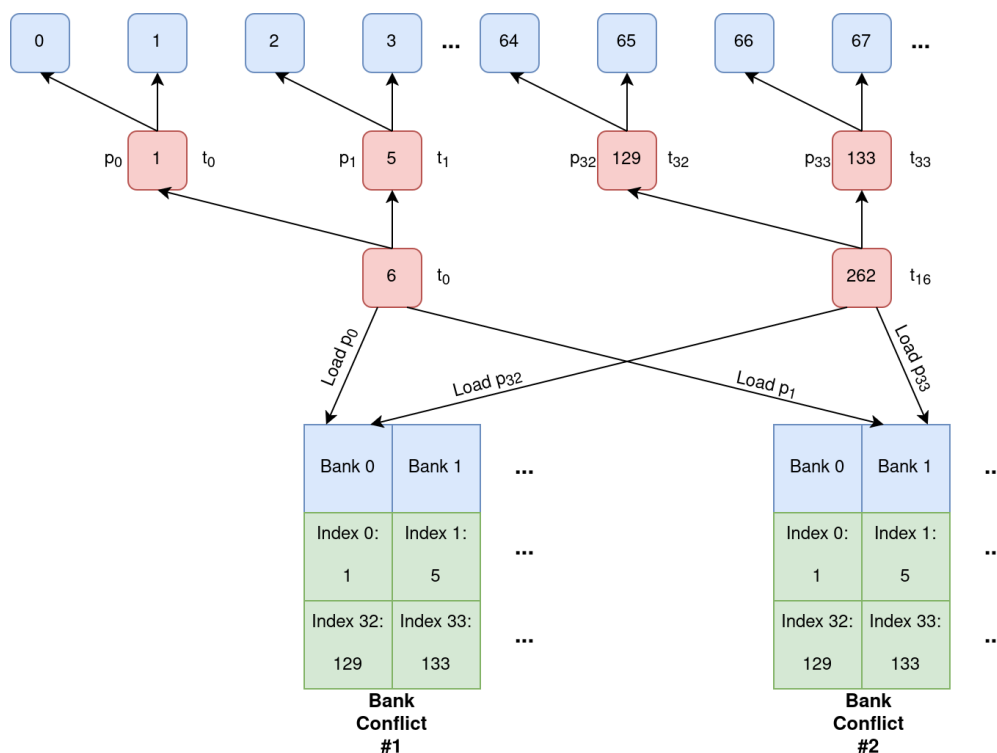 0 1 2 3 ... 64 65 66 67 ...
p0 1 t0 p1 5 t1 p32 129 t32 p33 133 t33
6 t0 262 t16
Load p0 Load p32 Load p1 Load p33
Bank 0 Bank 1 ... Bank 0 Bank 1 ..
Index 0: Index 1: Index 0: Index 1:
... ..
1 5 1 5
Index 32: Index 33: Index 32: Index 33:
... ..
129 133 129 133
Bank Bank
Conflict Conflict
#1 #2